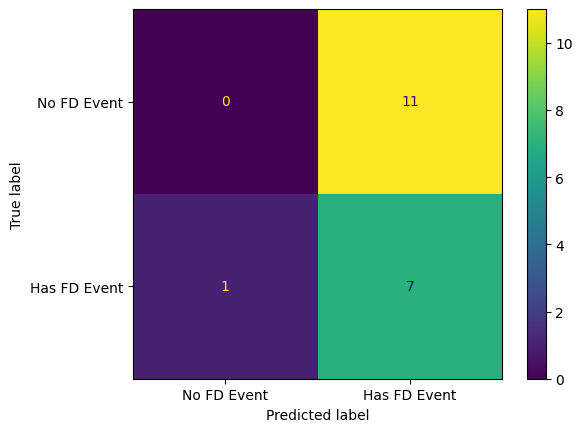 10
No FD Event
0
11
8
6
True label
4
Has FD Event
1
7
2
0
No FD Event
Has FD Event
Predicted label